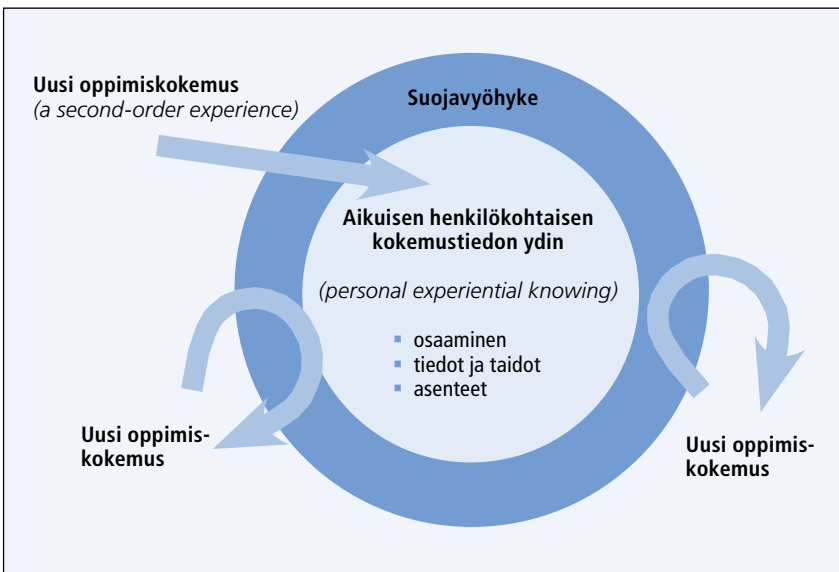 Uusi oppimiskokemus
(a second-order experience)
Suojavyöhyke
Aikuisen henkilökohtaisen
kokemustiedon ydin
(personal experiential knowing)
▪ osaaminen
▪ tiedot ja taidot
▪ asenteet
Uusi oppimis-
kokemus
Uusi oppimis-
kokemus